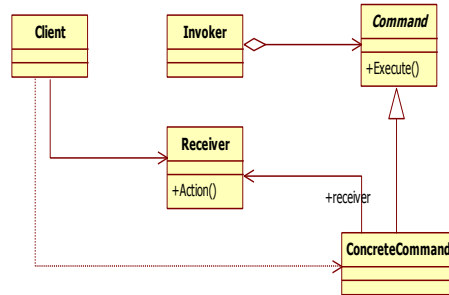 Client
Invoker
Command
+Execute()
Receiver
+Action()
+receiver
ConcreteCommand